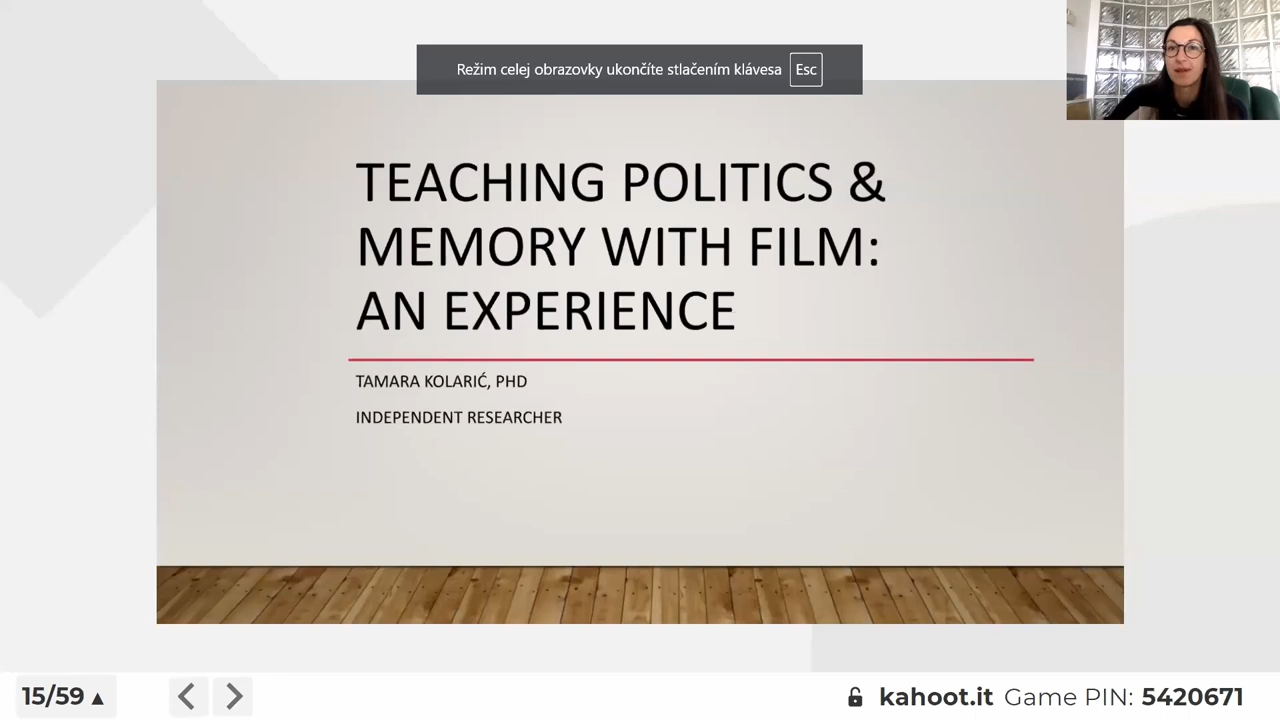 Režim celej obrazovky ukončíte stlačením klávesa Esc
TEACHING POLITICS &
MEMORY WITH FILM:
AN EXPERIENCE
TAMARA KOLARIĆ, PHD
INDEPENDENT RESEARCHER
15/59 ▲
kahoot.it Game PIN: 5420671